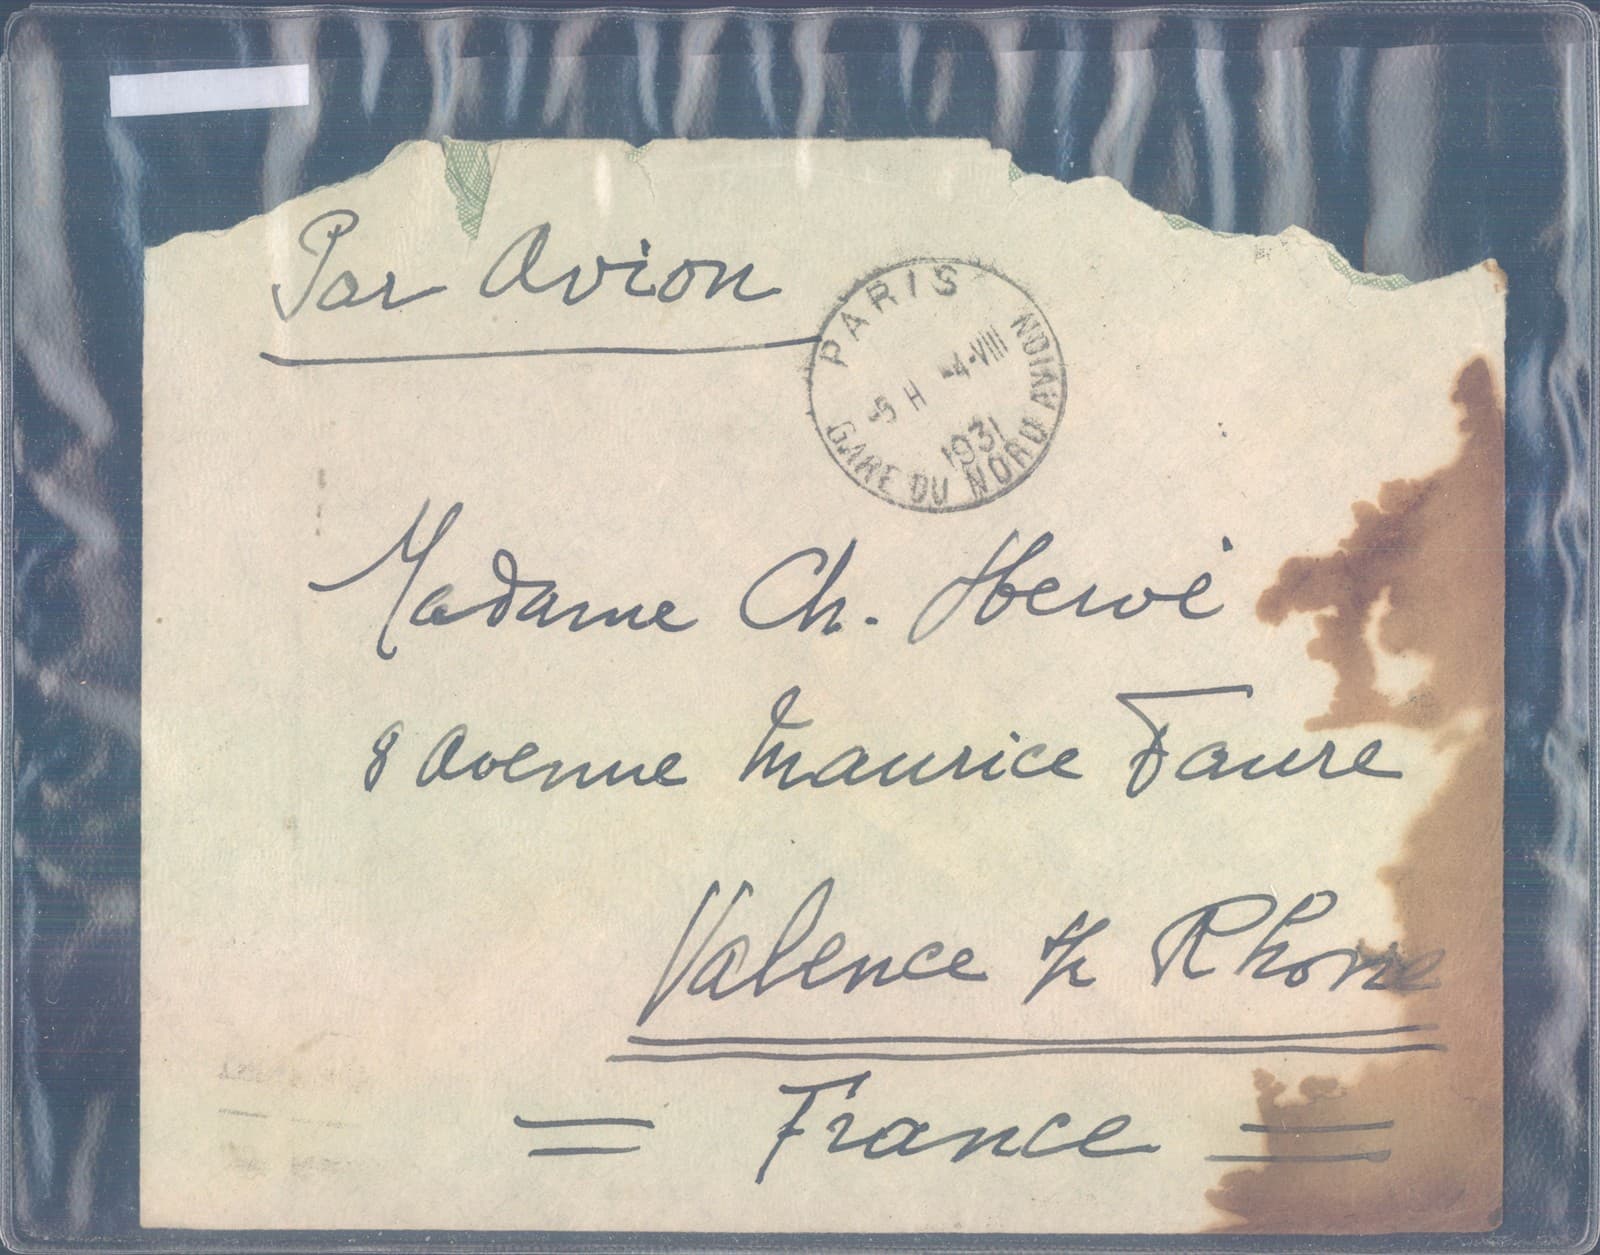 Par Avion
PARIS
GARE DU NORD AVION
-5 H -4-VIII
1931
Madame Ch. Hervé
8 Avenue Maurice Faure
Valence s/ Rhone
= France =